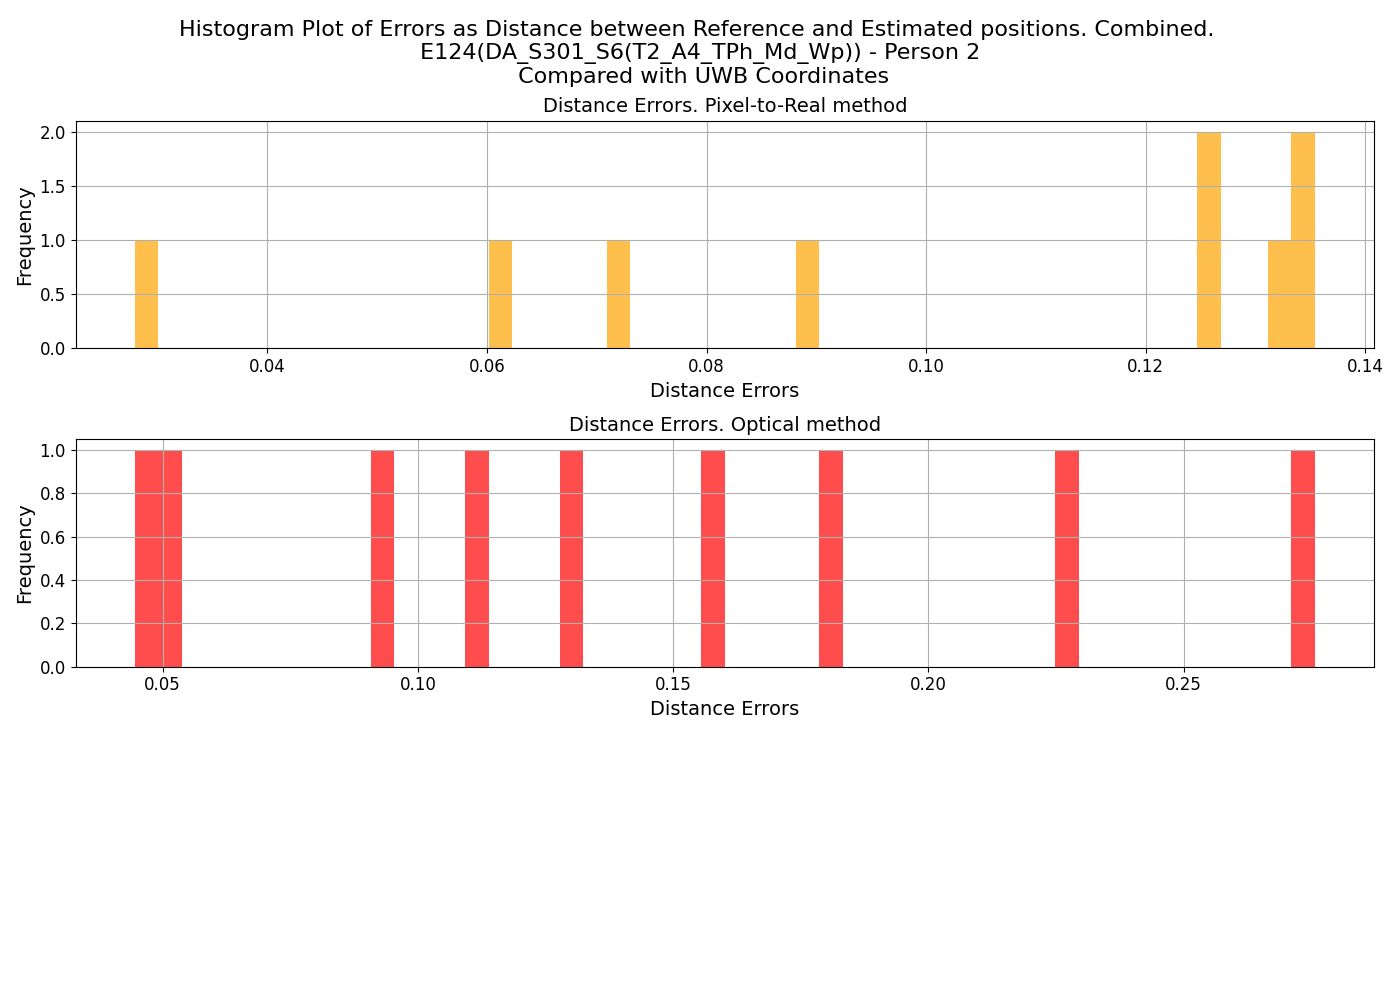 Histogram Plot of Errors as Distance between Reference and Estimated positions. Combined.
E124(DA_S301_S6(T2_A4_TPh_Md_Wp)) - Person 2
Compared with UWB Coordinates
Distance Errors. Pixel-to-Real method
2.0
1.5
1.0
0.5
0.0
Frequency
0.04 0.06 0.08 0.10 0.12 0.14
Distance Errors
Distance Errors. Optical method
1.0
0.8
0.6
0.4
0.2
0.0
Frequency
0.05 0.10 0.15 0.20 0.25
Distance Errors